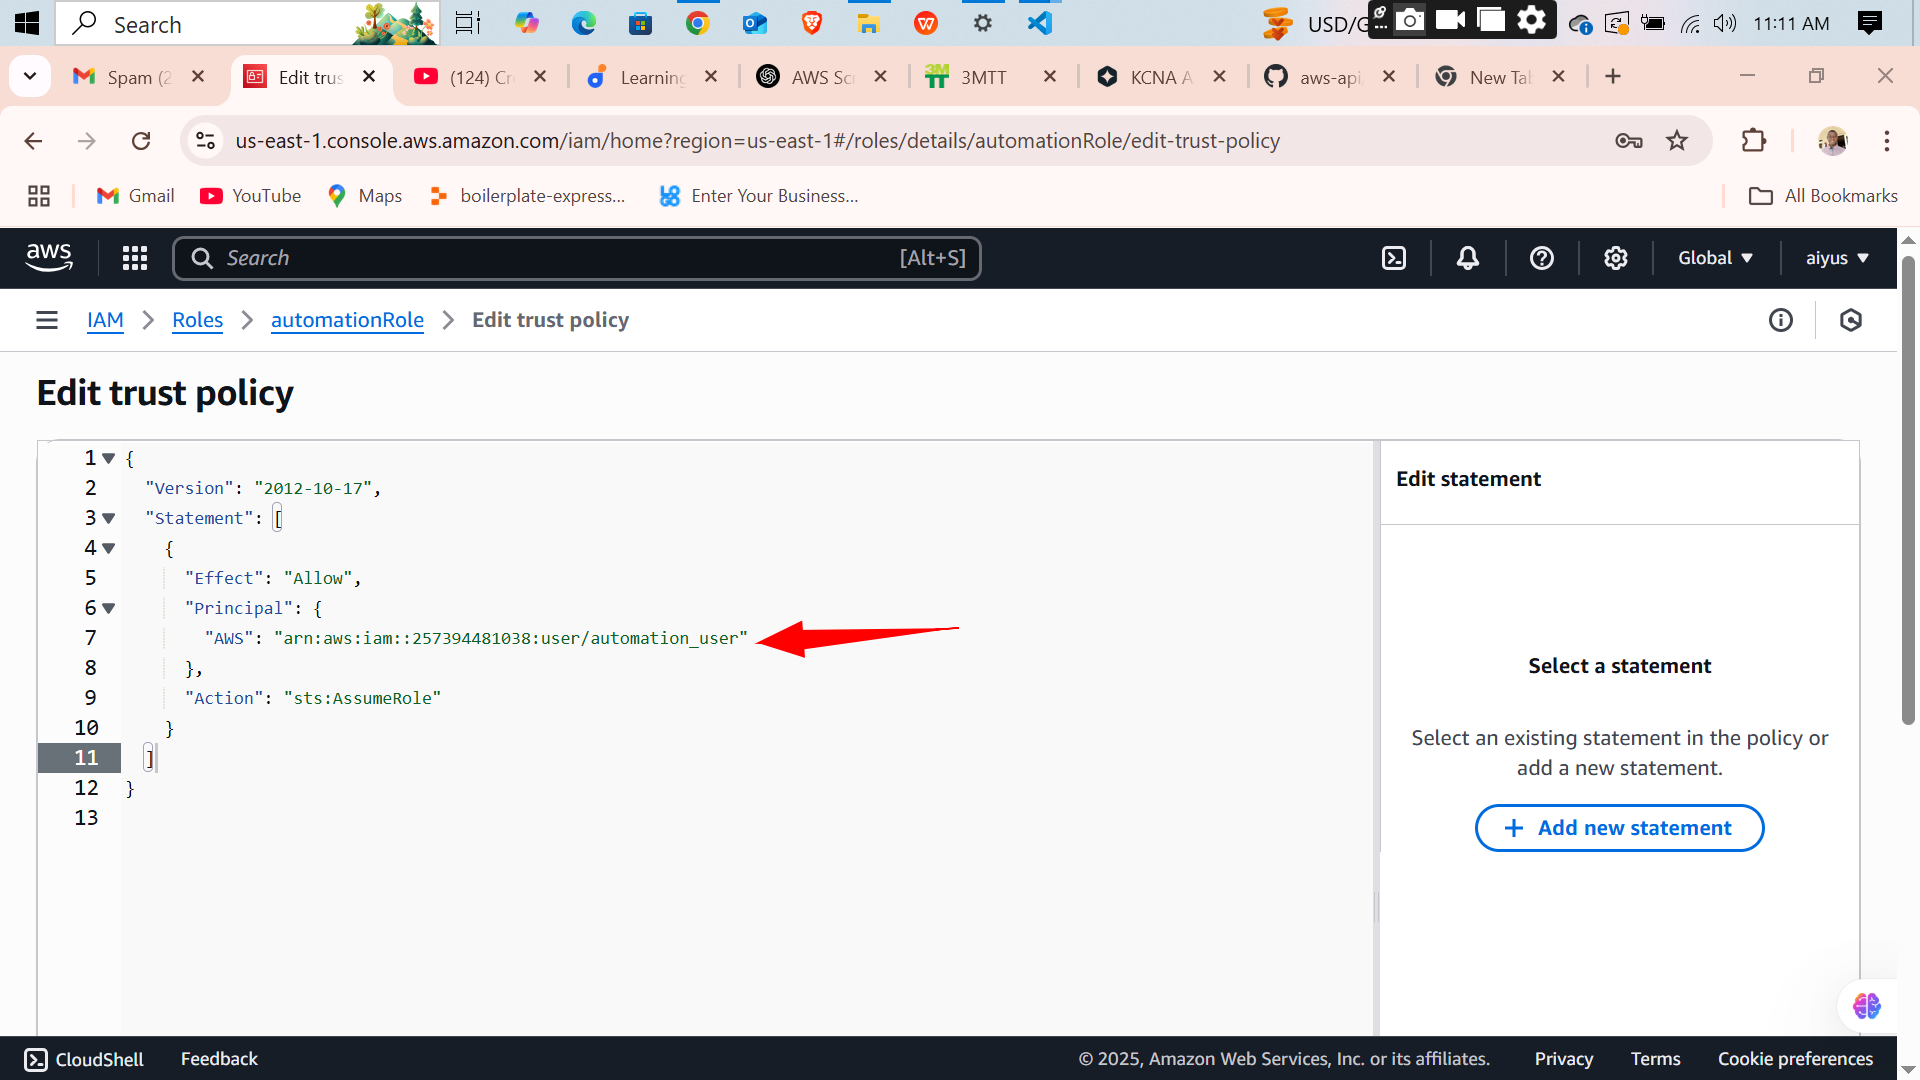 Search
USD/G
11:11 AM
Spam (2
Edit trus
(124) Cr
Learning
AWS Scr
3MTT
KCNA A
aws-api
New Tab
us-east-1.console.aws.amazon.com/iam/home?region=us-east-1#/roles/details/automationRole/edit-trust-policy
Gmail
YouTube
Maps
boilerplate-express...
Enter Your Business...
All Bookmarks
aws
Search
[Alt+S]
Global
aiyus
IAM
Roles
automationRole
Edit trust policy
Edit trust policy
1 {
2 "Version": "2012-10-17",
3 "Statement": [
4 {
5 "Effect": "Allow",
6 "Principal": {
7 "AWS": "arn:aws:iam::257394481038:user/automation_user"
8 },
9 "Action": "sts:AssumeRole"
10 }
11 ]
12 }
13
Edit statement
Select a statement
Select an existing statement in the policy or
add a new statement.
+ Add new statement
CloudShell
Feedback
© 2025, Amazon Web Services, Inc. or its affiliates.
Privacy
Terms
Cookie preferences